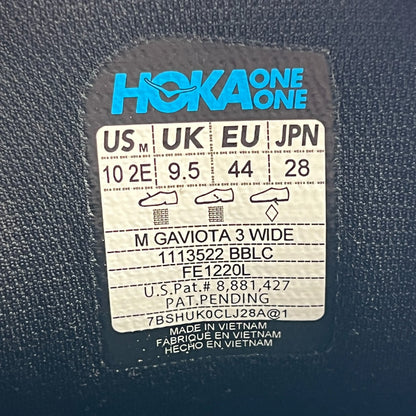 HOKA ONE ONE
US M UK EU JPN
10 2E 9.5 44 28
M GAVIOTA 3 WIDE
1113522 BBLC
FE1220L
U.S.Pat.# 8,881,427
PAT.PENDING
7BSHUK0CLJ28A@1
MADE IN VIETNAM
FABRIQUÉ EN VIETNAM
HECHO EN VIETNAM